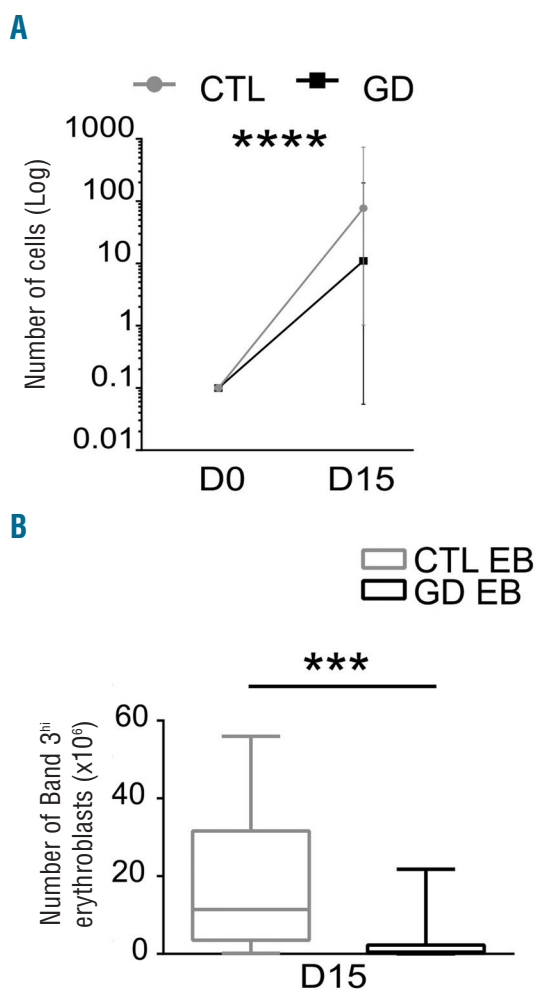 A
CTL GD
****
Number of cells (Log)
1000
100
10
1
0.1
0.01
D0 D15
B
CTL EB
GD EB
***
Number of Band 3hi
erythroblasts (x10⁶)
60
40
20
0
D15